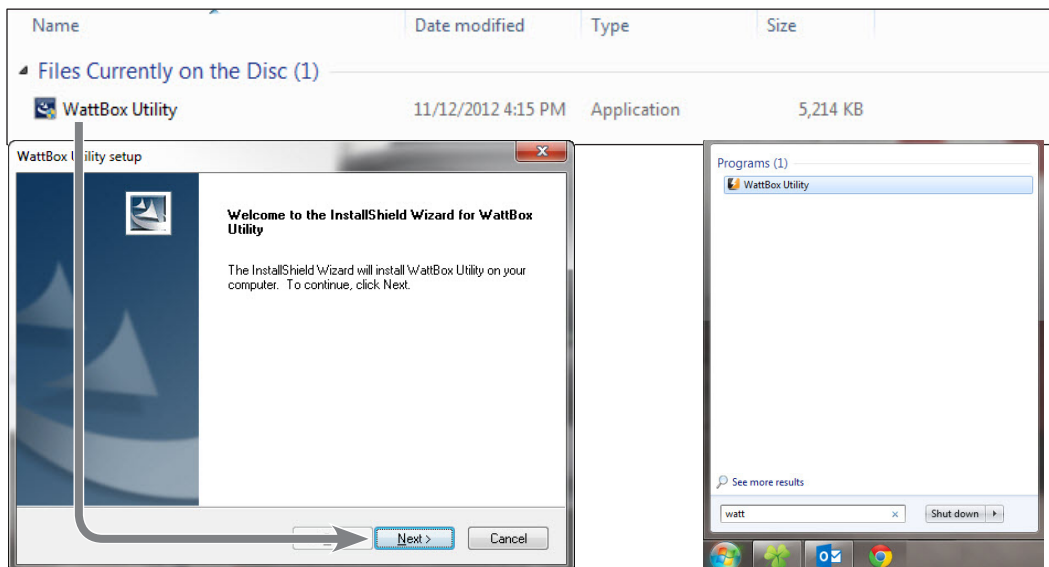 Name Date modified Type Size
Files Currently on the Disc (1)
WattBox Utility 11/12/2012 4:15 PM Application 5,214 KB
WattBox Utility setup
Welcome to the InstallShield Wizard for WattBox
Utility
The InstallShield Wizard will install WattBox Utility on your
computer. To continue, click Next.
Next >
Cancel
Programs (1)
WattBox Utility
See more results
watt
Shut down